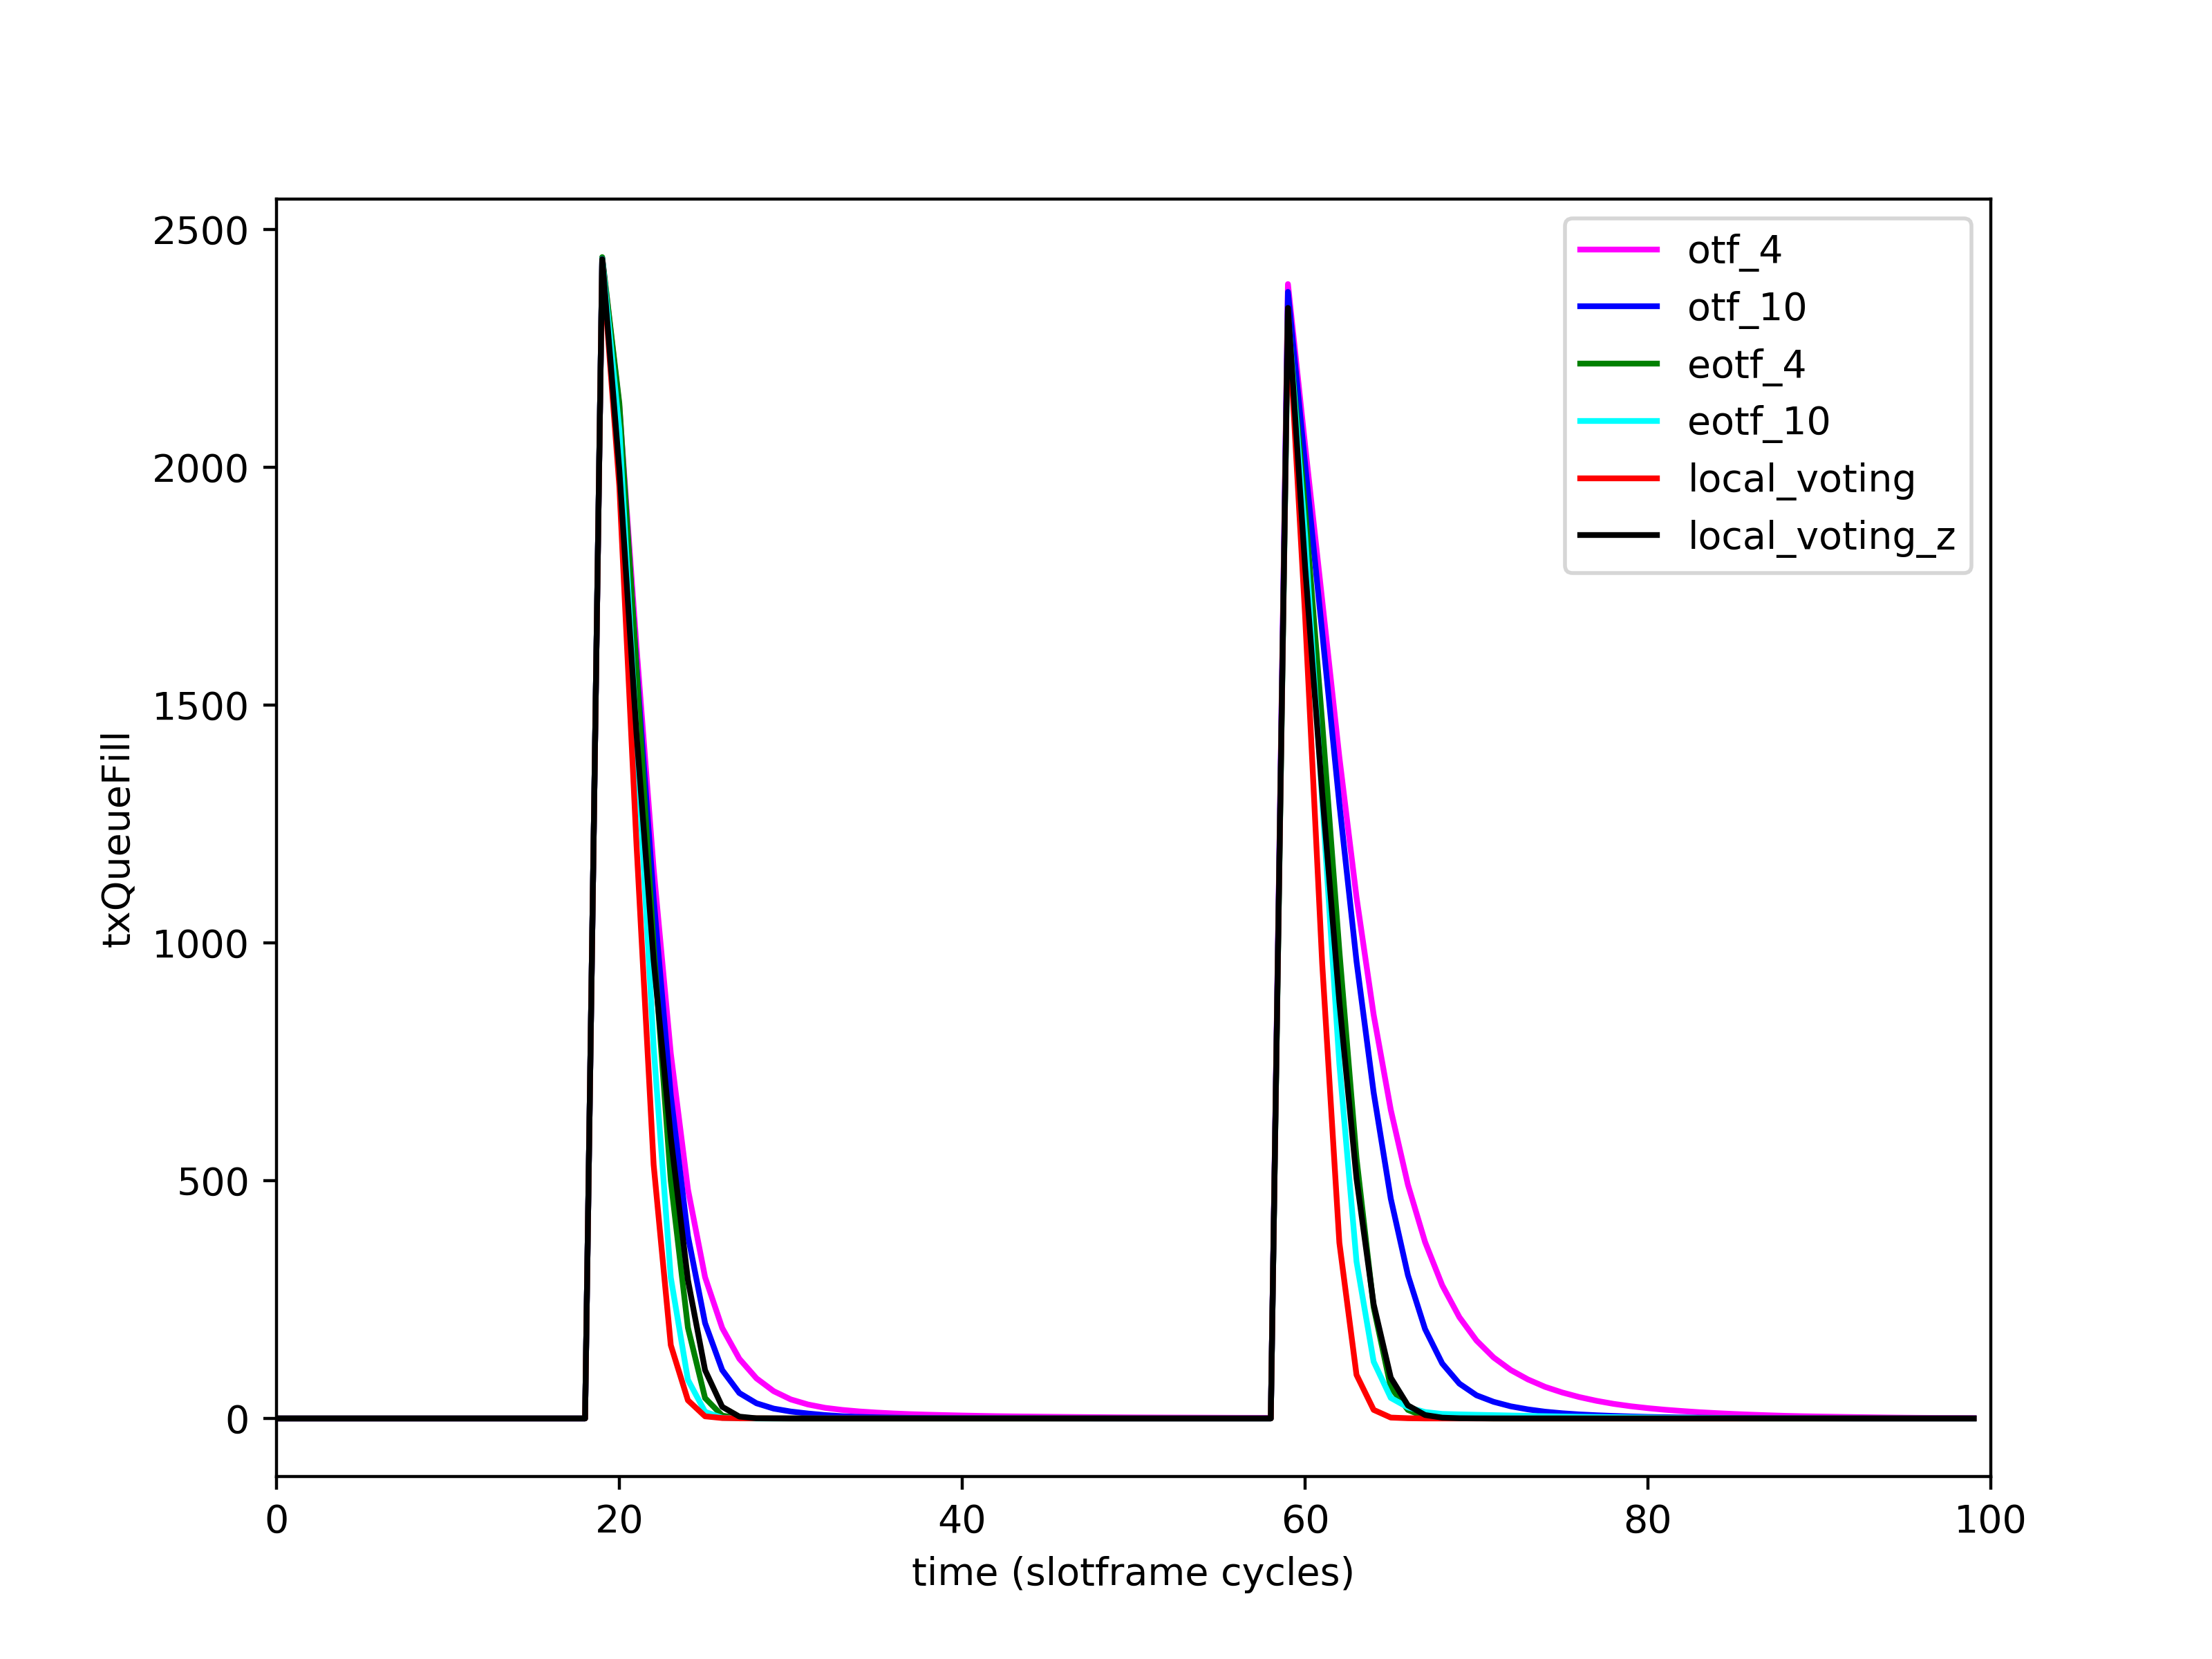 2500
2000
1500
1000
500
0
txQueueFill
0 20 40 60 80 100
time (slotframe cycles)
otf_4
otf_10
eotf_4
eotf_10
local_voting
local_voting_z